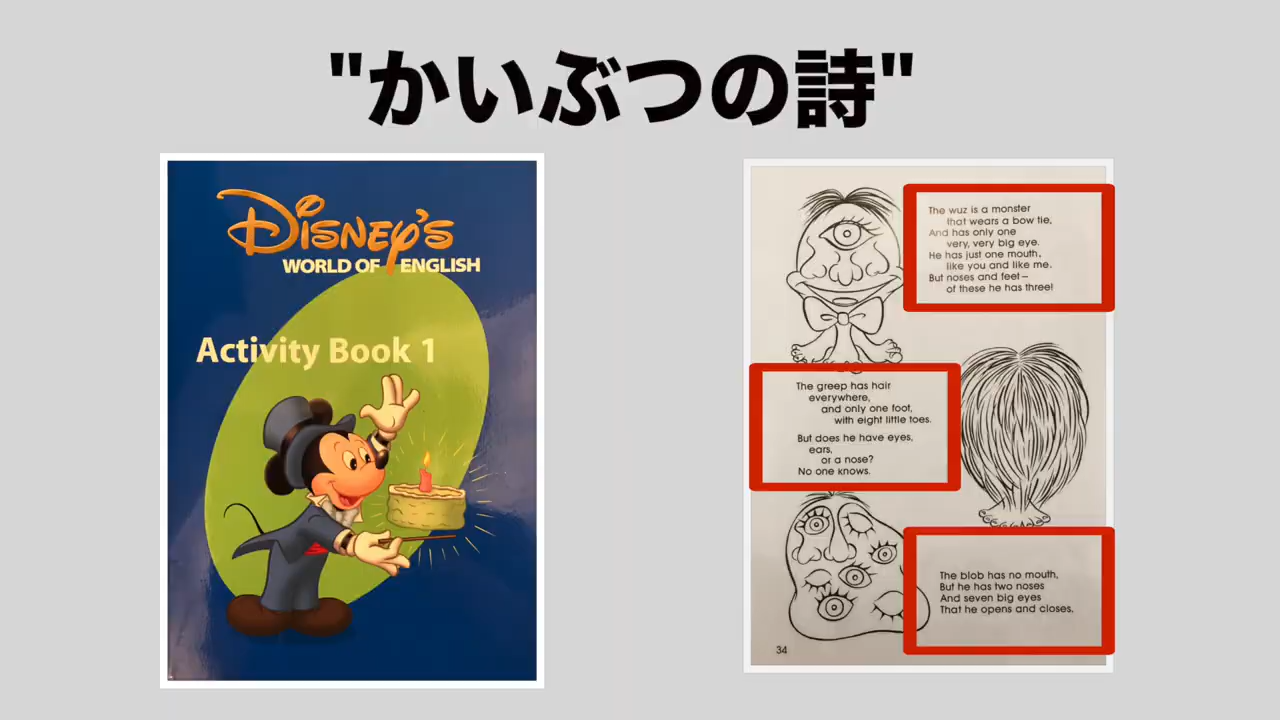 "かいぶつの詩"
Disney's
WORLD OF ENGLISH
Activity Book 1
The wuz is a monster
that wears a bow tie,
And has only one
very, very big eye.
He has just one mouth,
like you and like me.
But noses and feet–
of these he has three!
The greep has hair
everywhere,
and only one foot,
with eight little toes.
But does he have eyes,
ears,
or a nose?
No one knows.
The blob has no mouth,
But he has two noses
And seven big eyes
That he opens and closes.
34